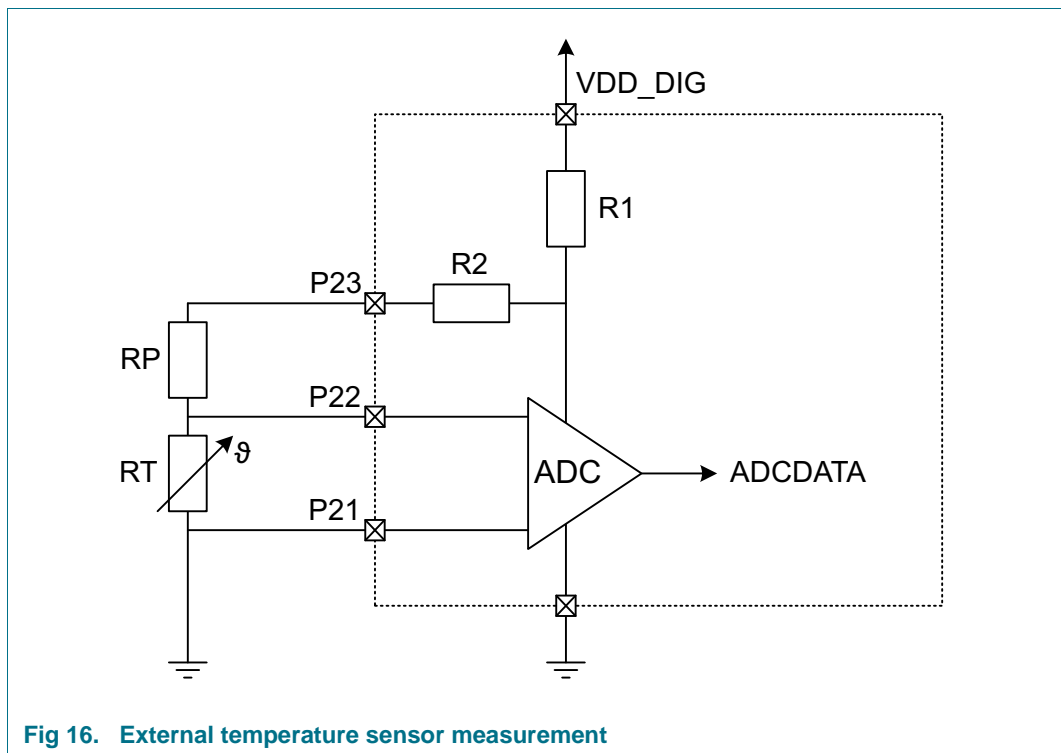 VDD_DIG
R1
R2
P23
RP
P22
RT
ϑ
ADC
ADCDATA
P21
Fig 16. External temperature sensor measurement